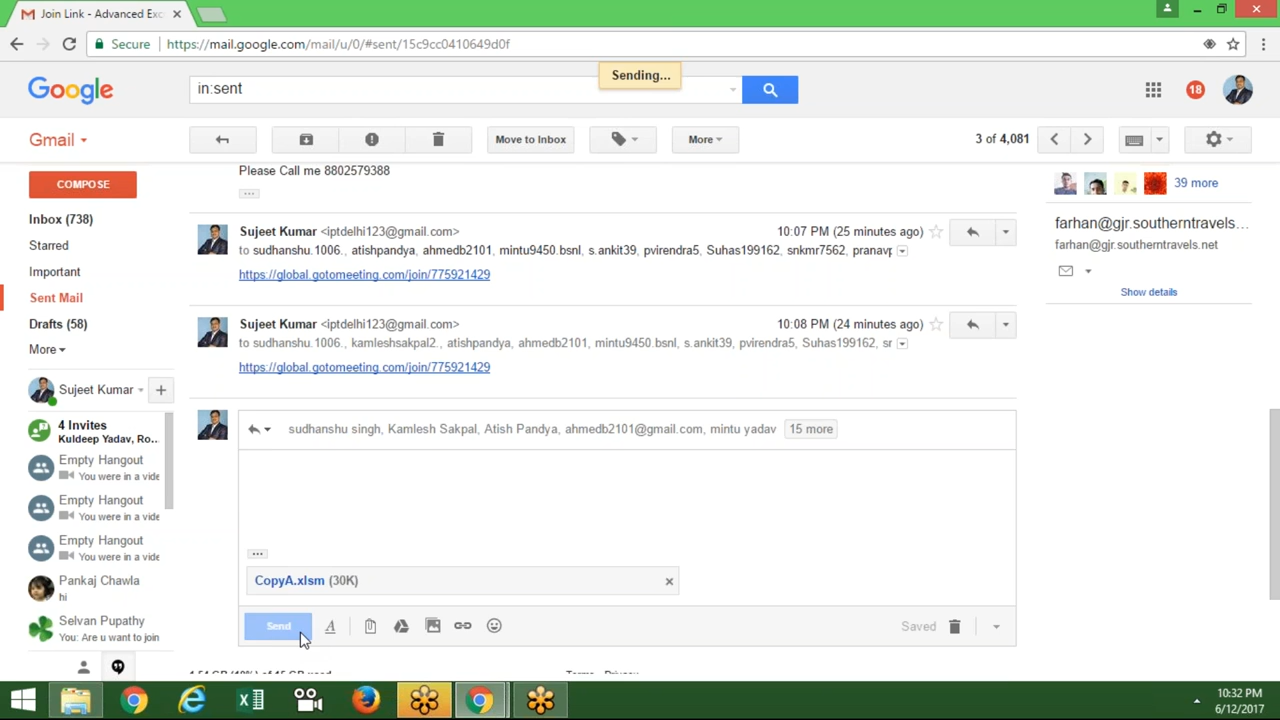 Join Link - Advanced Exc
Secure https://mail.google.com/mail/u/0/#sent/15c9cc0410649d0f
Sending...
Google in:sent 18
Gmail Move to Inbox More 3 of 4,081
COMPOSE
Please Call me 8802579388
39 more
Inbox (738)
Starred
Important
Sent Mail
Drafts (58)
More
Sujeet Kumar
4 Invites
Kuldeep Yadav, Ro...
Empty Hangout
You were in a vide
Empty Hangout
You were in a vide
Empty Hangout
You were in a vide
Pankaj Chawla
hi
Selvan Pupathy
You: Are u want to join
Sujeet Kumar <iptdelhi123@gmail.com> 10:07 PM (25 minutes ago)
to sudhanshu.1006., atishpandya, ahmedb2101, mintu9450.bsnl, s.ankit39, pvirendra5, Suhas199162, snkmr7562, pranavp
https://global.gotomeeting.com/join/775921429
Sujeet Kumar <iptdelhi123@gmail.com> 10:08 PM (24 minutes ago)
to sudhanshu.1006., kamleshsakpal2., atishpandya, ahmedb2101, mintu9450.bsnl, s.ankit39, pvirendra5, Suhas199162, sr
https://global.gotomeeting.com/join/775921429
sudhanshu singh, Kamlesh Sakpal, Atish Pandya, ahmedb2101@gmail.com, mintu yadav 15 more
CopyA.xlsm (30K)
Send Saved
farhan@gjr.southerntravels...
farhan@gjr.southerntravels.net
Show details
10:32 PM
6/12/2017